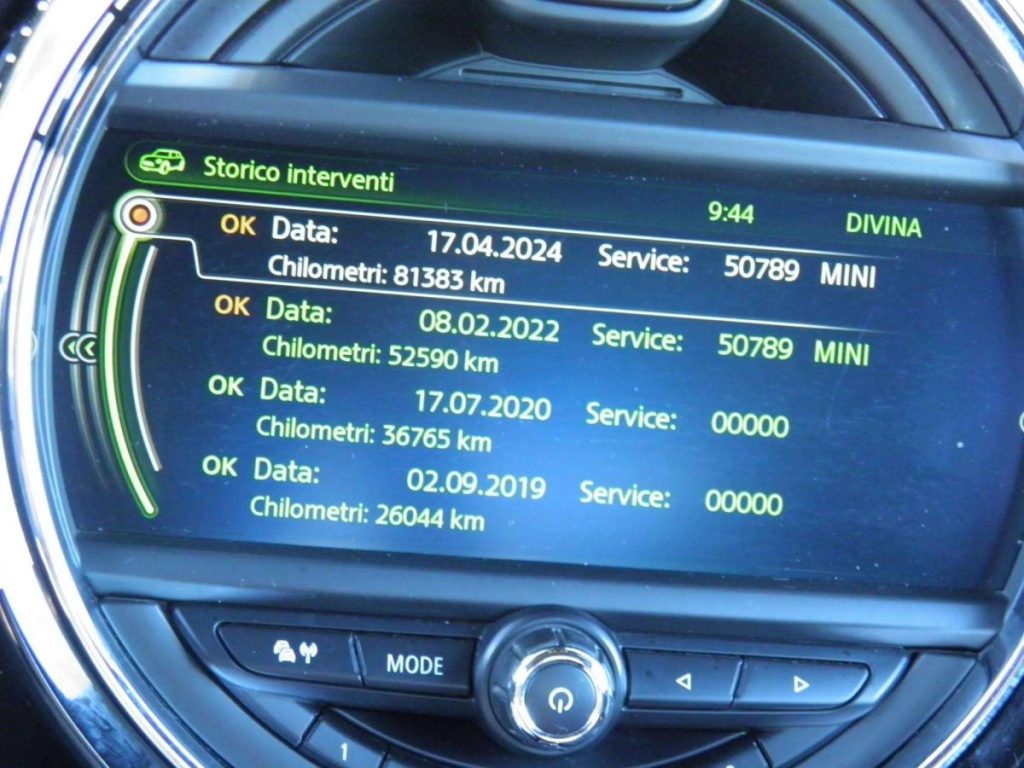 Storico interventi
9:44 DIVINA
OK Data: 17.04.2024 Service: 50789 MINI
Chilometri: 81383 km
OK Data: 08.02.2022 Service: 50789 MINI
Chilometri: 52590 km
OK Data: 17.07.2020 Service: 00000
Chilometri: 36765 km
OK Data: 02.09.2019 Service: 00000
Chilometri: 26044 km
MODE
1